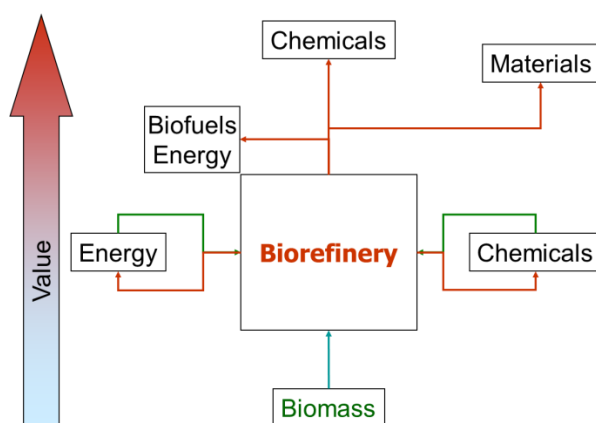 Chemicals
Materials
Biofuels
Energy
Value
Energy
Biorefinery
Chemicals
Biomass